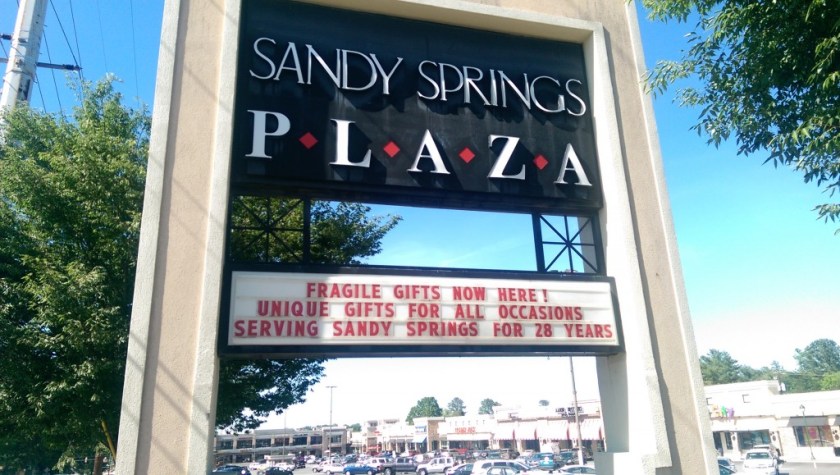 SANDY SPRINGS
P♦L♦A♦Z♦A
FRAGILE GIFTS NOW HERE!
UNIQUE GIFTS FOR ALL OCCASIONS
SERVING SANDY SPRINGS FOR 28 YEARS